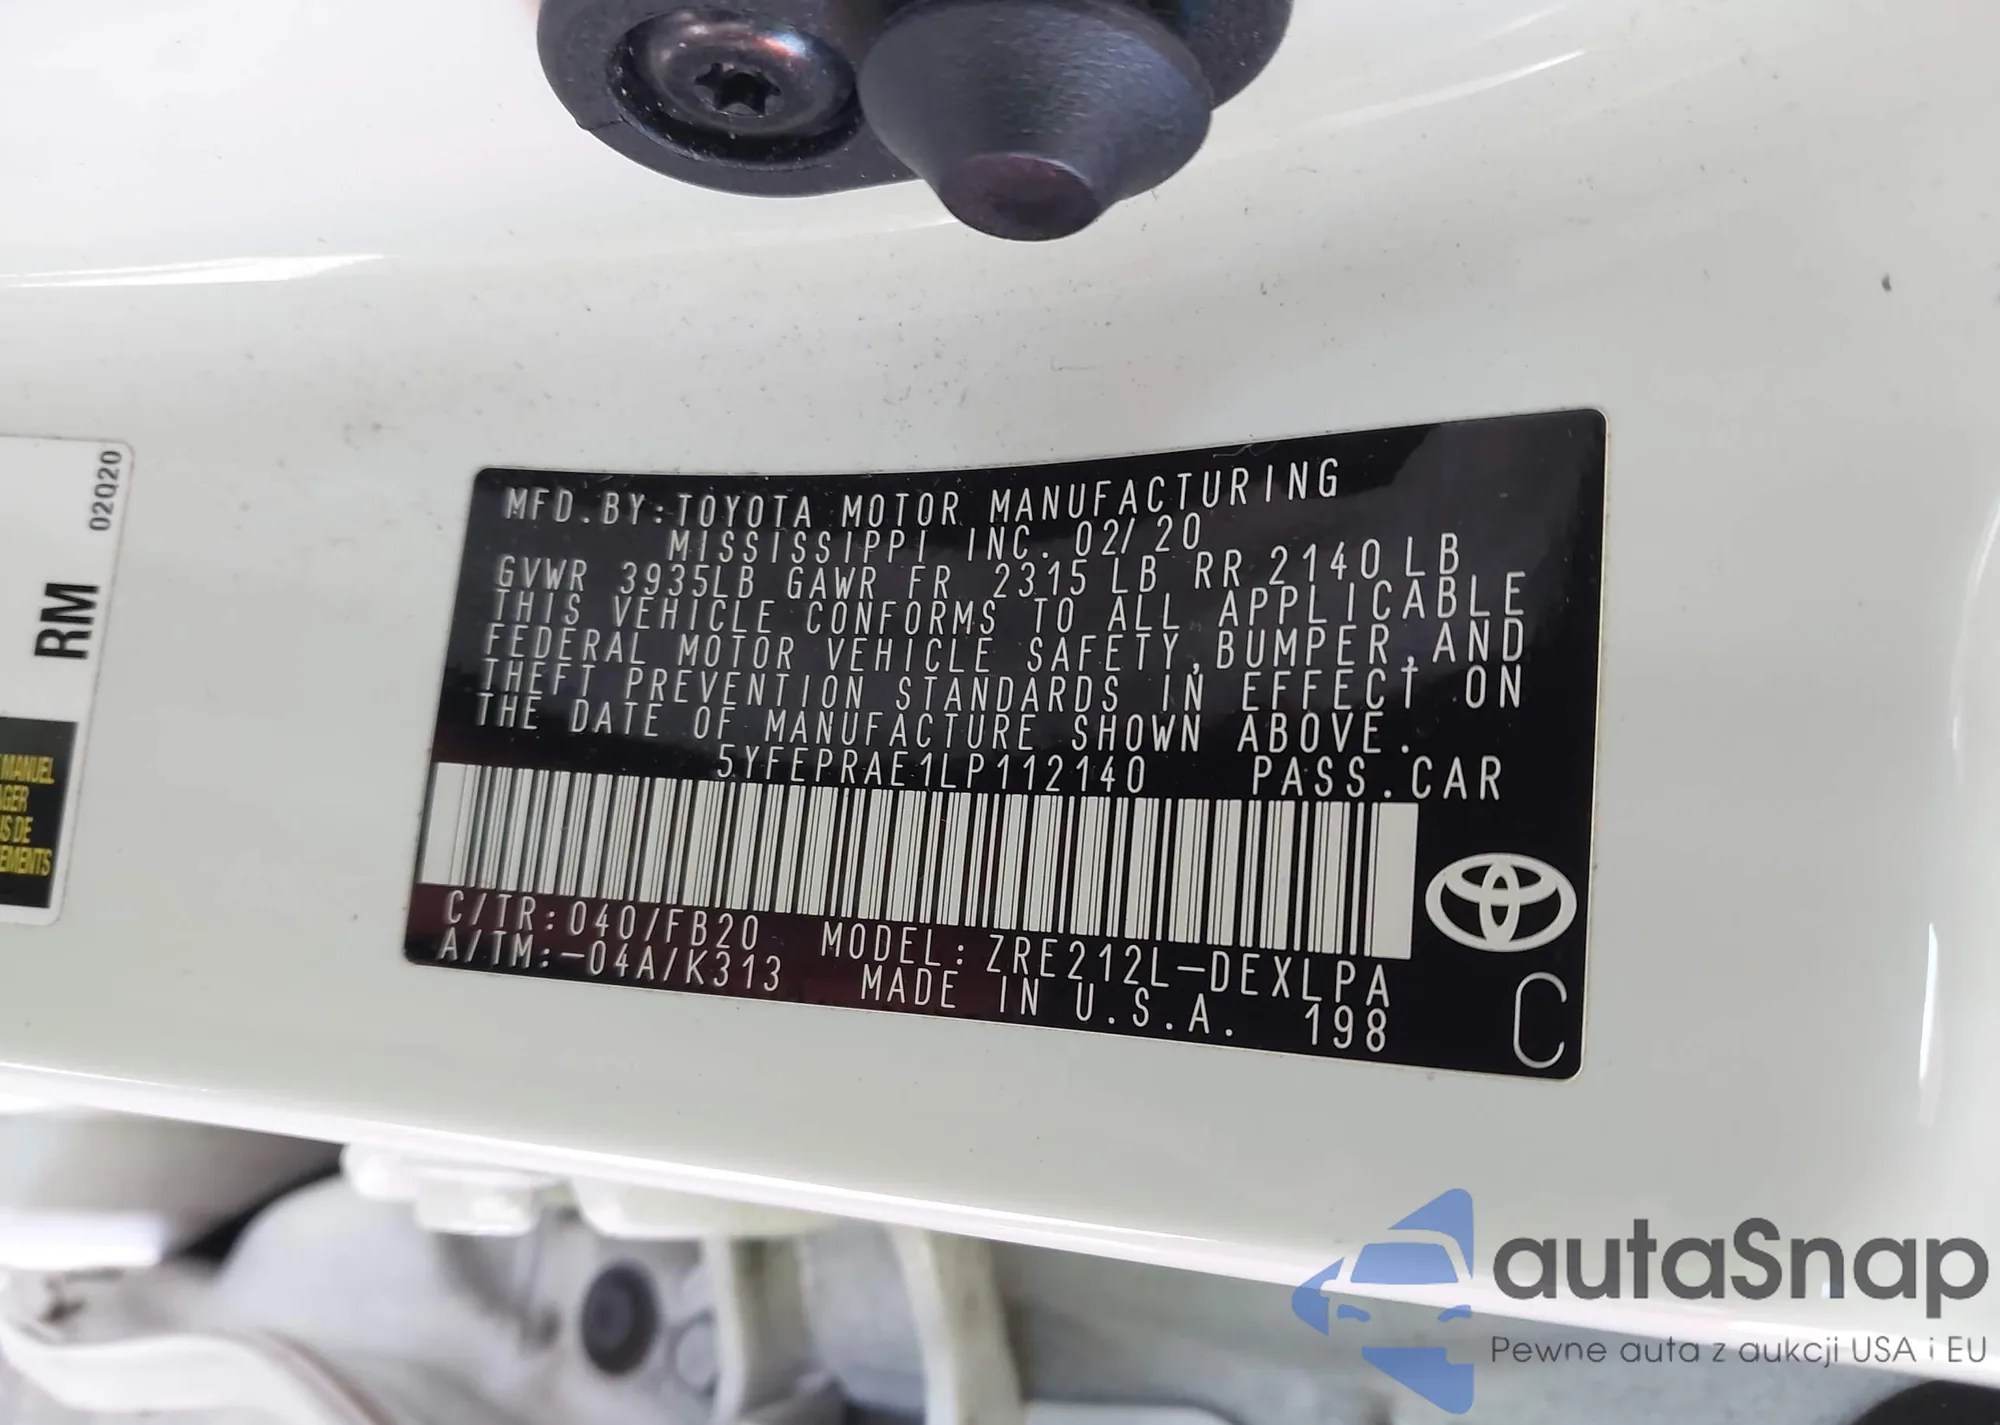 MFD.BY:TOYOTA MOTOR MANUFACTURING
MISSISSIPPI INC. 02/20
GVWR 3935LB GAWR FR 2315 LB RR 2140 LB
THIS VEHICLE CONFORMS TO ALL APPLICABLE
FEDERAL MOTOR VEHICLE SAFETY, BUMPER, AND
THEFT PREVENTION STANDARDS IN EFFECT ON
THE DATE OF MANUFACTURE SHOWN ABOVE.
5YFEPRAE1LP112140 PASS.CAR
C/TR:040/FB20 MODEL:ZRE212L-DEXLPA
A/TM:-04A/K313 MADE IN U.S.A. 198
C
RM 02Q20
MANUEL
DE
autaSnap
Pewne auta z aukcji USA i EU